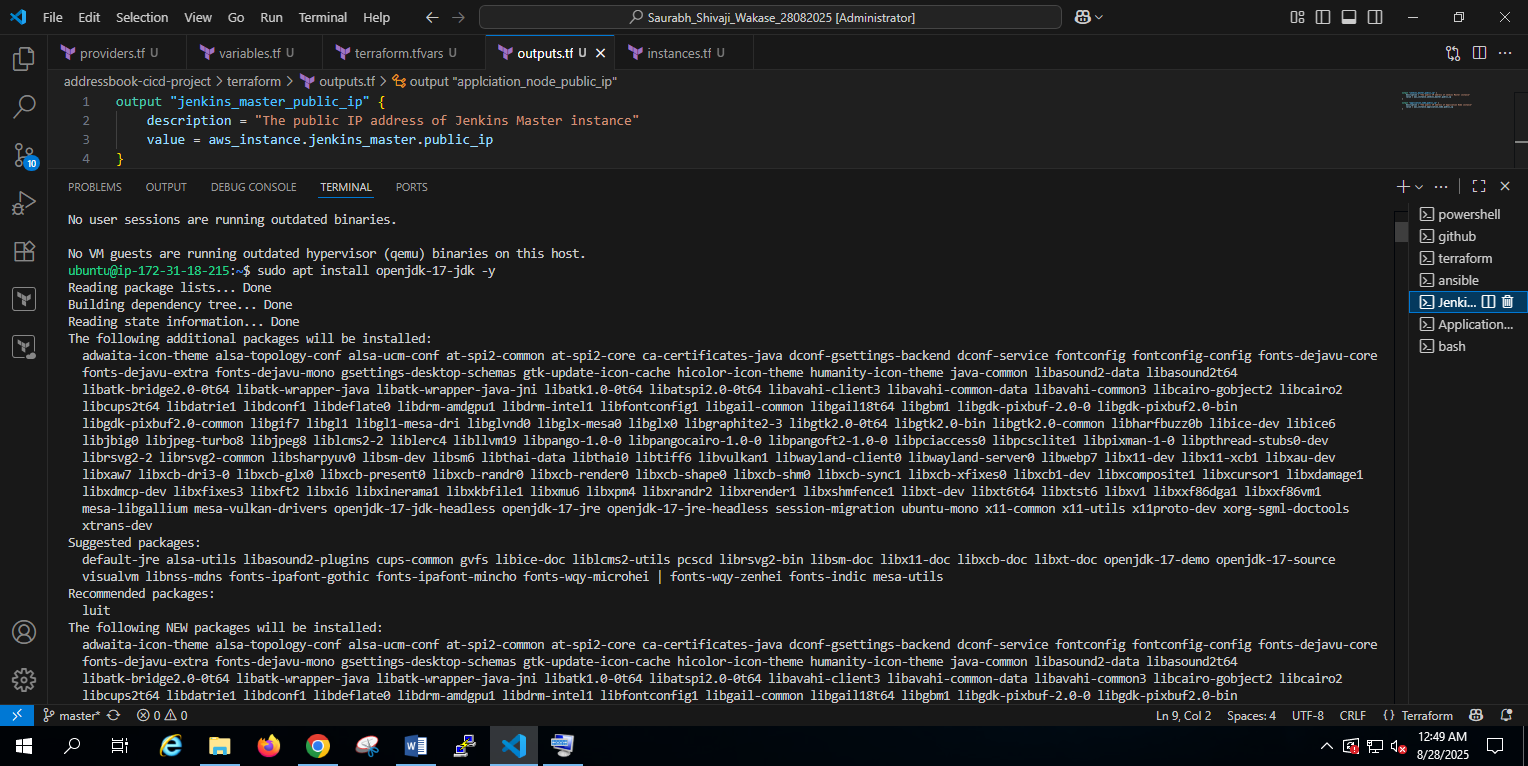 File Edit Selection View Go Run Terminal Help
Saurabh_Shivaji_Wakase_28082025 [Administrator]
providers.tf U
variables.tf U
terraform.tfvars U
outputs.tf U
instances.tf U
addressbook-cicd-project > terraform > outputs.tf > output "applciation_node_public_ip"
1 output "jenkins_master_public_ip" {
2 description = "The public IP address of Jenkins Master instance"
3 value = aws_instance.jenkins_master.public_ip
4 }
10
PROBLEMS OUTPUT DEBUG CONSOLE TERMINAL PORTS
No user sessions are running outdated binaries.
No VM guests are running outdated hypervisor (qemu) binaries on this host.
ubuntu@ip-172-31-18-215:~$ sudo apt install openjdk-17-jdk -y
Reading package lists... Done
Building dependency tree... Done
Reading state information... Done
The following additional packages will be installed:
adwaita-icon-theme alsa-topology-conf alsa-ucm-conf at-spi2-common at-spi2-core ca-certificates-java dconf-gsettings-backend dconf-service fontconfig fontconfig-config fonts-dejavu-core
fonts-dejavu-extra fonts-dejavu-mono gsettings-desktop-schemas gtk-update-icon-cache hicolor-icon-theme humanity-icon-theme java-common libasound2-data libasound2t64
libatk-bridge2.0-0t64 libatk-wrapper-java libatk-wrapper-java-jni libatk1.0-0t64 libatspi2.0-0t64 libavahi-client3 libavahi-common-data libavahi-common3 libcairo-gobject2 libcairo2
libcups2t64 libdatrie1 libdconf1 libdeflate0 libdrm-amdgpu1 libdrm-intel1 libfontconfig1 libgail-common libgail18t64 libgbm1 libgdk-pixbuf-2.0-0 libgdk-pixbuf2.0-bin
libgdk-pixbuf2.0-common libgif7 libgl1 libgl1-mesa-dri libglvnd0 libglx-mesa0 libglx0 libgraphite2-3 libgtk2.0-0t64 libgtk2.0-bin libgtk2.0-common libharfbuzz0b libice-dev libice6
libjbig0 libjpeg-turbo8 libjpeg8 liblcms2-2 liblerc4 libllvm19 libpango-1.0-0 libpangocairo-1.0-0 libpangoft2-1.0-0 libpciaccess0 libpcsclite1 libpixman-1-0 libpthread-stubs0-dev
librsvg2-2 librsvg2-common libsharpyuv0 libsm-dev libsm6 libthai-data libthai0 libtiff6 libvulkan1 libwayland-client0 libwayland-server0 libwebp7 libx11-dev libx11-xcb1 libxau-dev
libxaw7 libxcb-dri3-0 libxcb-glx0 libxcb-present0 libxcb-randr0 libxcb-render0 libxcb-shape0 libxcb-shm0 libxcb-sync1 libxcb-xfixes0 libxcb1-dev libxcomposite1 libxcursor1 libxdamage1
libxdmcp-dev libxfixes3 libxft2 libxi6 libxinerama1 libxkbfile1 libxmu6 libxpm4 libxrandr2 libxrender1 libxshmfence1 libxt-dev libxt6t64 libxtst6 libxv1 libxxf86dga1 libxxf86vm1
mesa-libgallium mesa-vulkan-drivers openjdk-17-jdk-headless openjdk-17-jre openjdk-17-jre-headless session-migration ubuntu-mono x11-common x11-utils x11proto-dev xorg-sgml-doctools
xtrans-dev
Suggested packages:
default-jre alsa-utils libasound2-plugins cups-common gvfs libice-doc liblcms2-utils pcscd librsvg2-bin libsm-doc libx11-doc libxcb-doc libxt-doc openjdk-17-demo openjdk-17-source
visualvm libnss-mdns fonts-ipafont-gothic fonts-ipafont-mincho fonts-wqy-microhei | fonts-wqy-zenhei fonts-indic mesa-utils
Recommended packages:
luit
The following NEW packages will be installed:
adwaita-icon-theme alsa-topology-conf alsa-ucm-conf at-spi2-common at-spi2-core ca-certificates-java dconf-gsettings-backend dconf-service fontconfig fontconfig-config fonts-dejavu-core
fonts-dejavu-extra fonts-dejavu-mono gsettings-desktop-schemas gtk-update-icon-cache hicolor-icon-theme humanity-icon-theme java-common libasound2-data libasound2t64
libatk-bridge2.0-0t64 libatk-wrapper-java libatk-wrapper-java-jni libatk1.0-0t64 libatspi2.0-0t64 libavahi-client3 libavahi-common-data libavahi-common3 libcairo-gobject2 libcairo2
libcups2t64 libdatrie1 libdconf1 libdeflate0 libdrm-amdgpu1 libdrm-intel1 libfontconfig1 libgail-common libgail18t64 libgbm1 libgdk-pixbuf-2.0-0 libgdk-pixbuf2.0-bin
powershell
github
terraform
ansible
Jenki...
Application...
bash
master* 0 0
Ln 9, Col 2 Spaces: 4 UTF-8 CRLF {} Terraform
12:49 AM
8/28/2025